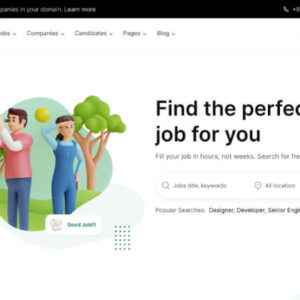 panies in your domain. Learn more
Jobs Companies Candidates Pages Blog
Find the perfec
job for you
Fill your job in hours, not weeks. Search for fre
Jobs title, keywords All location
Good Job!!
Popular Searches: Designer, Developer, Senior Engi